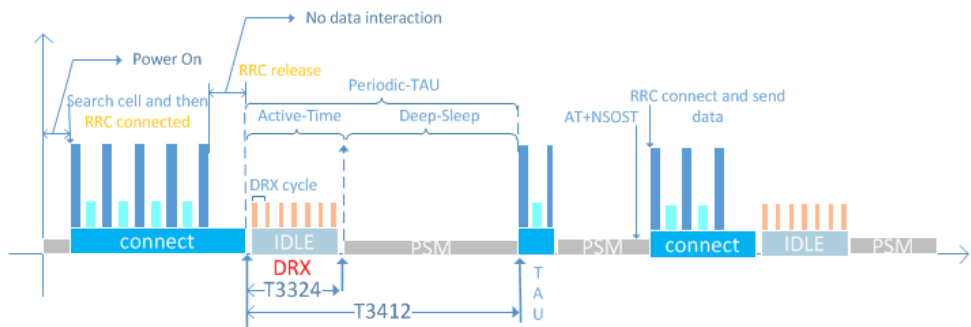 No data interaction
Power On
RRC release
Periodic-TAU
Search cell and then
RRC connected
Active-Time
Deep-Sleep
RRC connect and send
data
AT+NSOST
DRX cycle
connect
IDLE
PSM
PSM
connect
IDLE
PSM
DRX
T3324
T3412
T
A
U